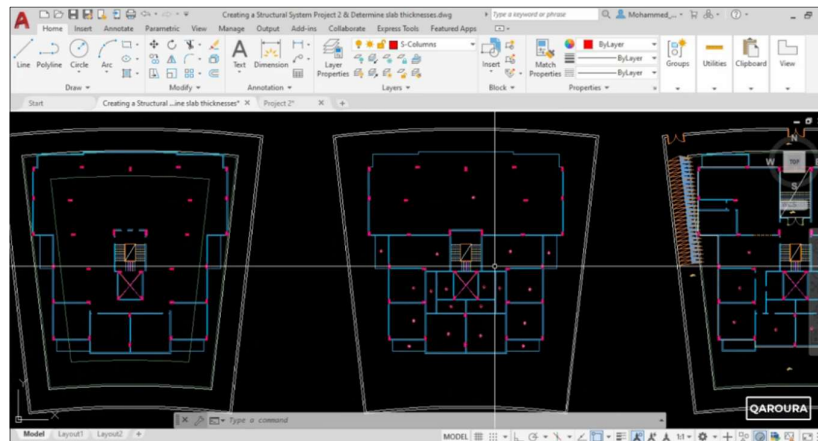 Creating a Structural System Project 2 & Determine slab thicknesses.dwg
Type a keyword or phrase
Mohammed_...
Home Insert Annotate Parametric View Manage Output Add-ins Collaborate Express Tools Featured Apps
S-Columns
ByLayer
ByLayer
ByLayer
Line Polyline Circle Arc
Text Dimension
Layer Properties
Insert
Match Properties
Groups Utilities Clipboard View
Draw Modify Annotation Layers Block Properties
Start Creating a Structural ...ine slab thicknesses* Project 2*
N
W TOP
S
Y
X
Type a command
QAROURA
Model Layout1 Layout2 +
MODEL 1:1